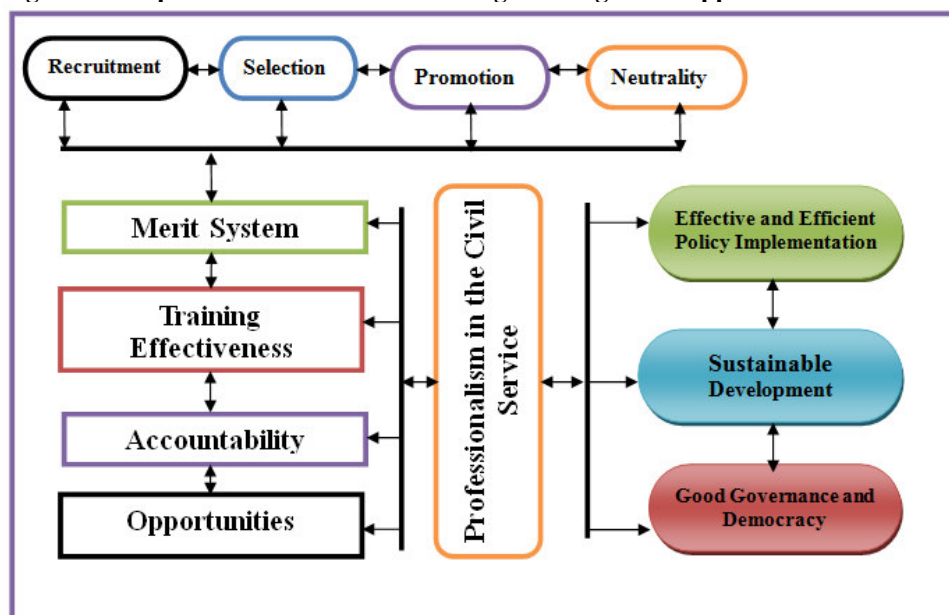 Recruitment
Selection
Promotion
Neutrality
Merit System
Training
Effectiveness
Accountability
Opportunities
Professionalism in the Civil
Service
Effective and Efficient
Policy Implementation
Sustainable
Development
Good Governance and
Democracy